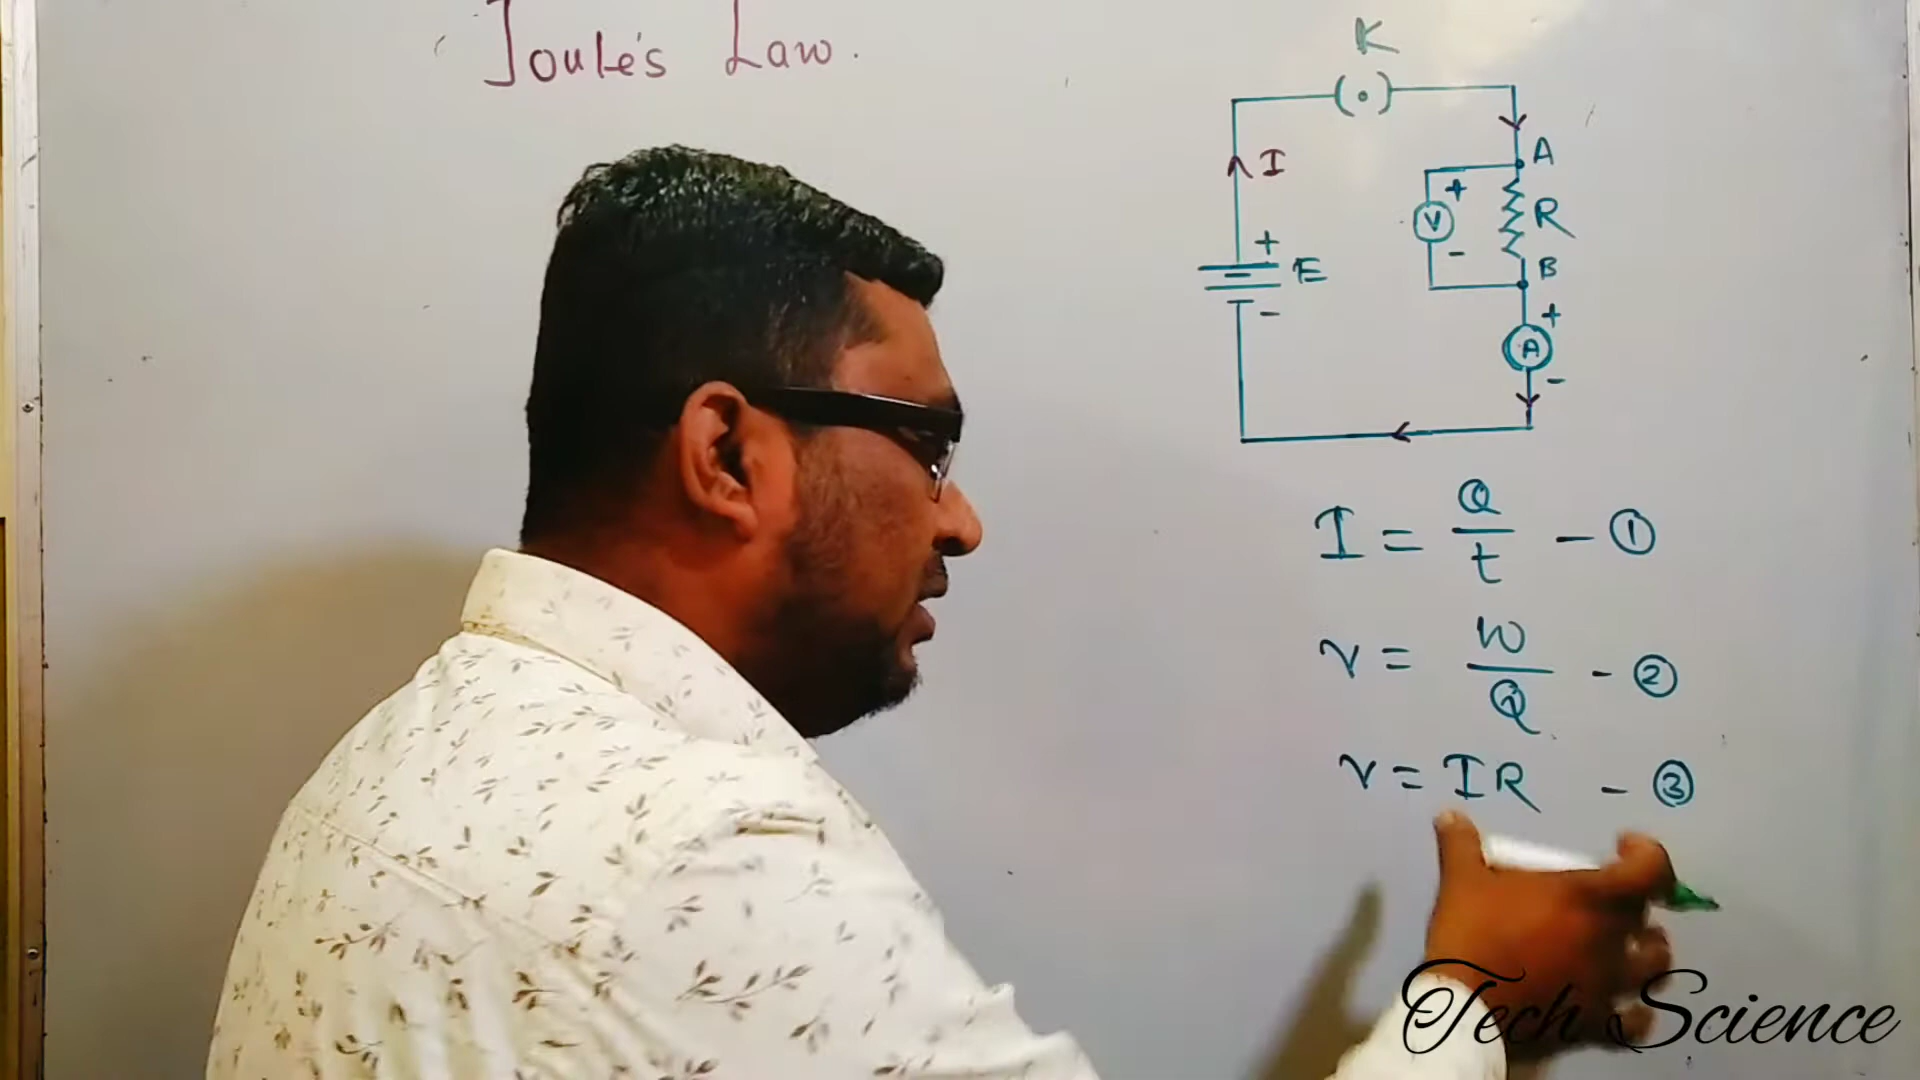 Joule's Law.
K
I
A
+
V
R
+
-
B
E
+
-
A
-
I = Q/t - ①
V = W/Q - ②
V = IR - ③
Tech Science